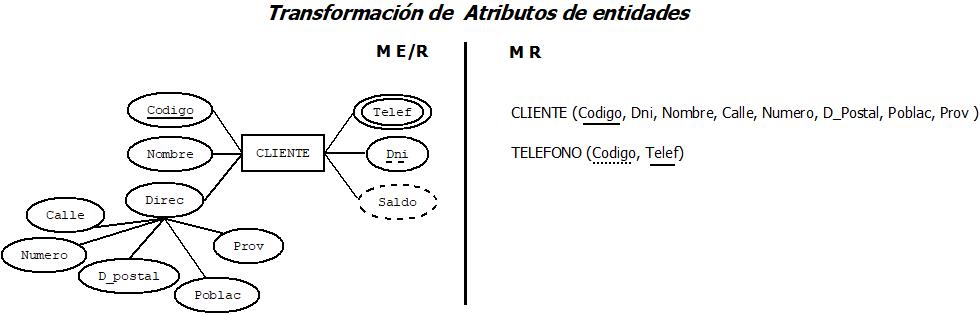 Transformación de Atributos de entidades
M E/R
M R
Codigo
Telef
CLIENTE (Codigo, Dni, Nombre, Calle, Numero, D_Postal, Poblac, Prov )
Nombre
CLIENTE
Dni
TELEFONO (Codigo, Telef)
Direc
Saldo
Calle
Numero
Prov
D_postal
Poblac